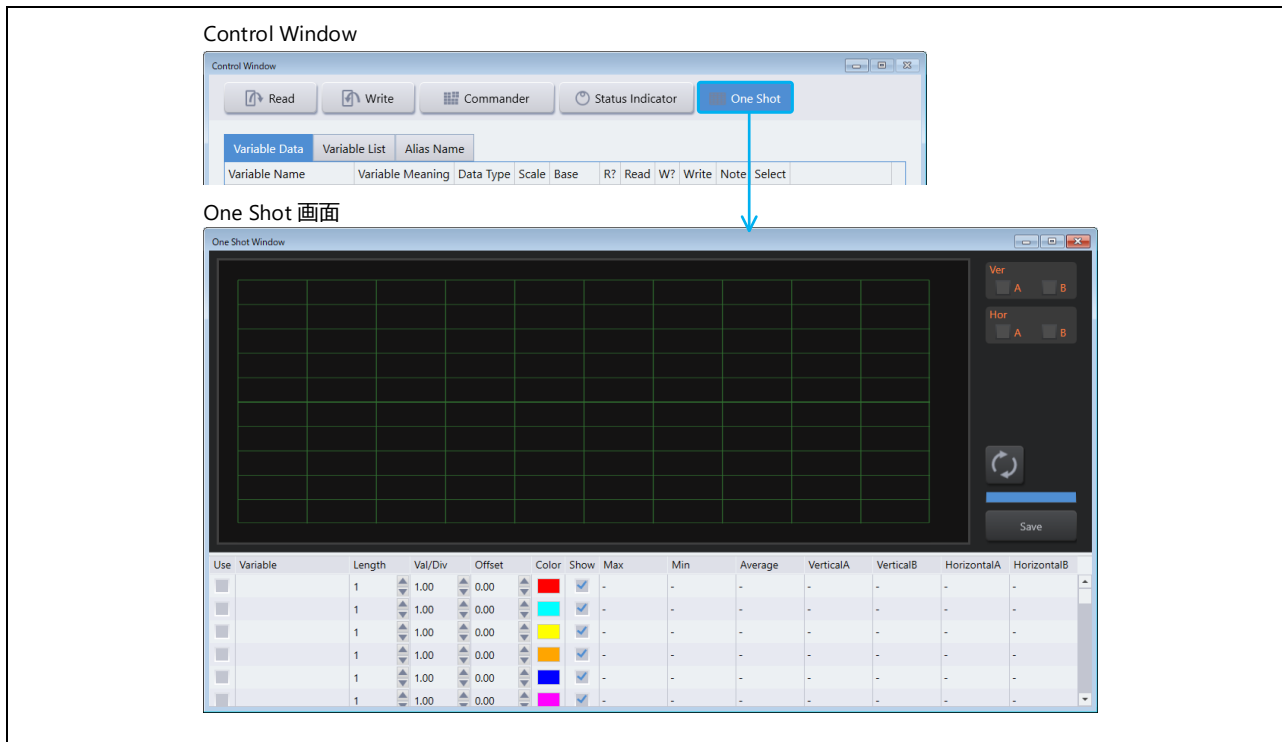 Control Window
Control Window
Read Write Commander Status Indicator One Shot
Variable Data Variable List Alias Name
Variable Name Variable Meaning Data Type Scale Base R? Read W? Write Note Select
One Shot 画面
One Shot Window
Ver
A B
Hor
A B
Save
Use Variable Length Val/Div Offset Color Show Max Min Average VerticalA VerticalB HorizontalA HorizontalB
1 1.00 0.00 - - - - - - -
1 1.00 0.00 - - - - - - -
1 1.00 0.00 - - - - - - -
1 1.00 0.00 - - - - - - -
1 1.00 0.00 - - - - - - -
1 1.00 0.00 - - - - - - -